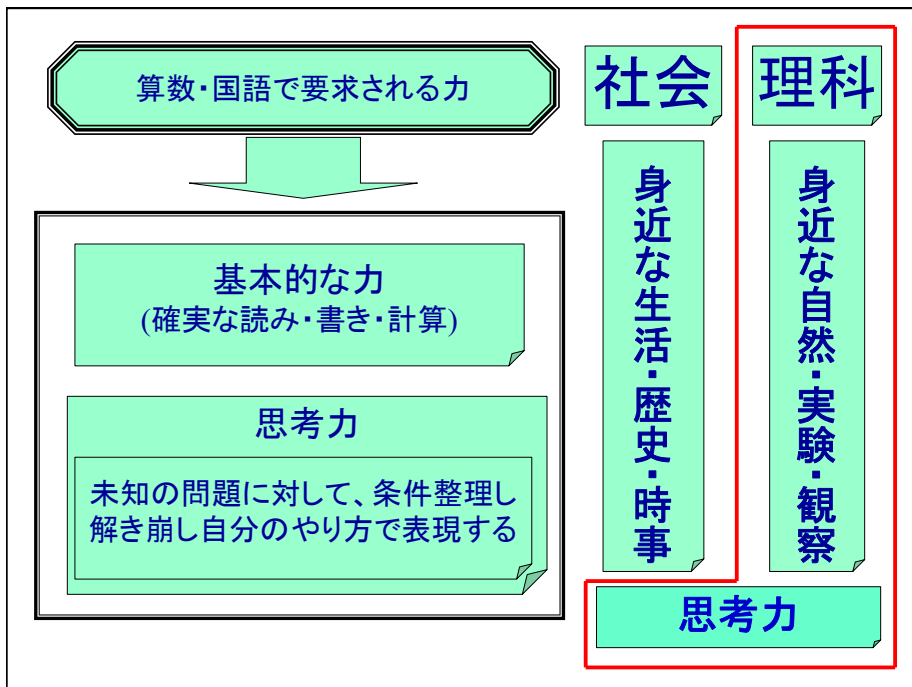 算数・国語で要求される力
基本的な力
(確実な読み・書き・計算)
思考力
未知の問題に対して、条件整理し
解き崩し自分のやり方で表現する
社会
身近な生活・歴史・時事
理科
身近な自然・実験・観察
思考力